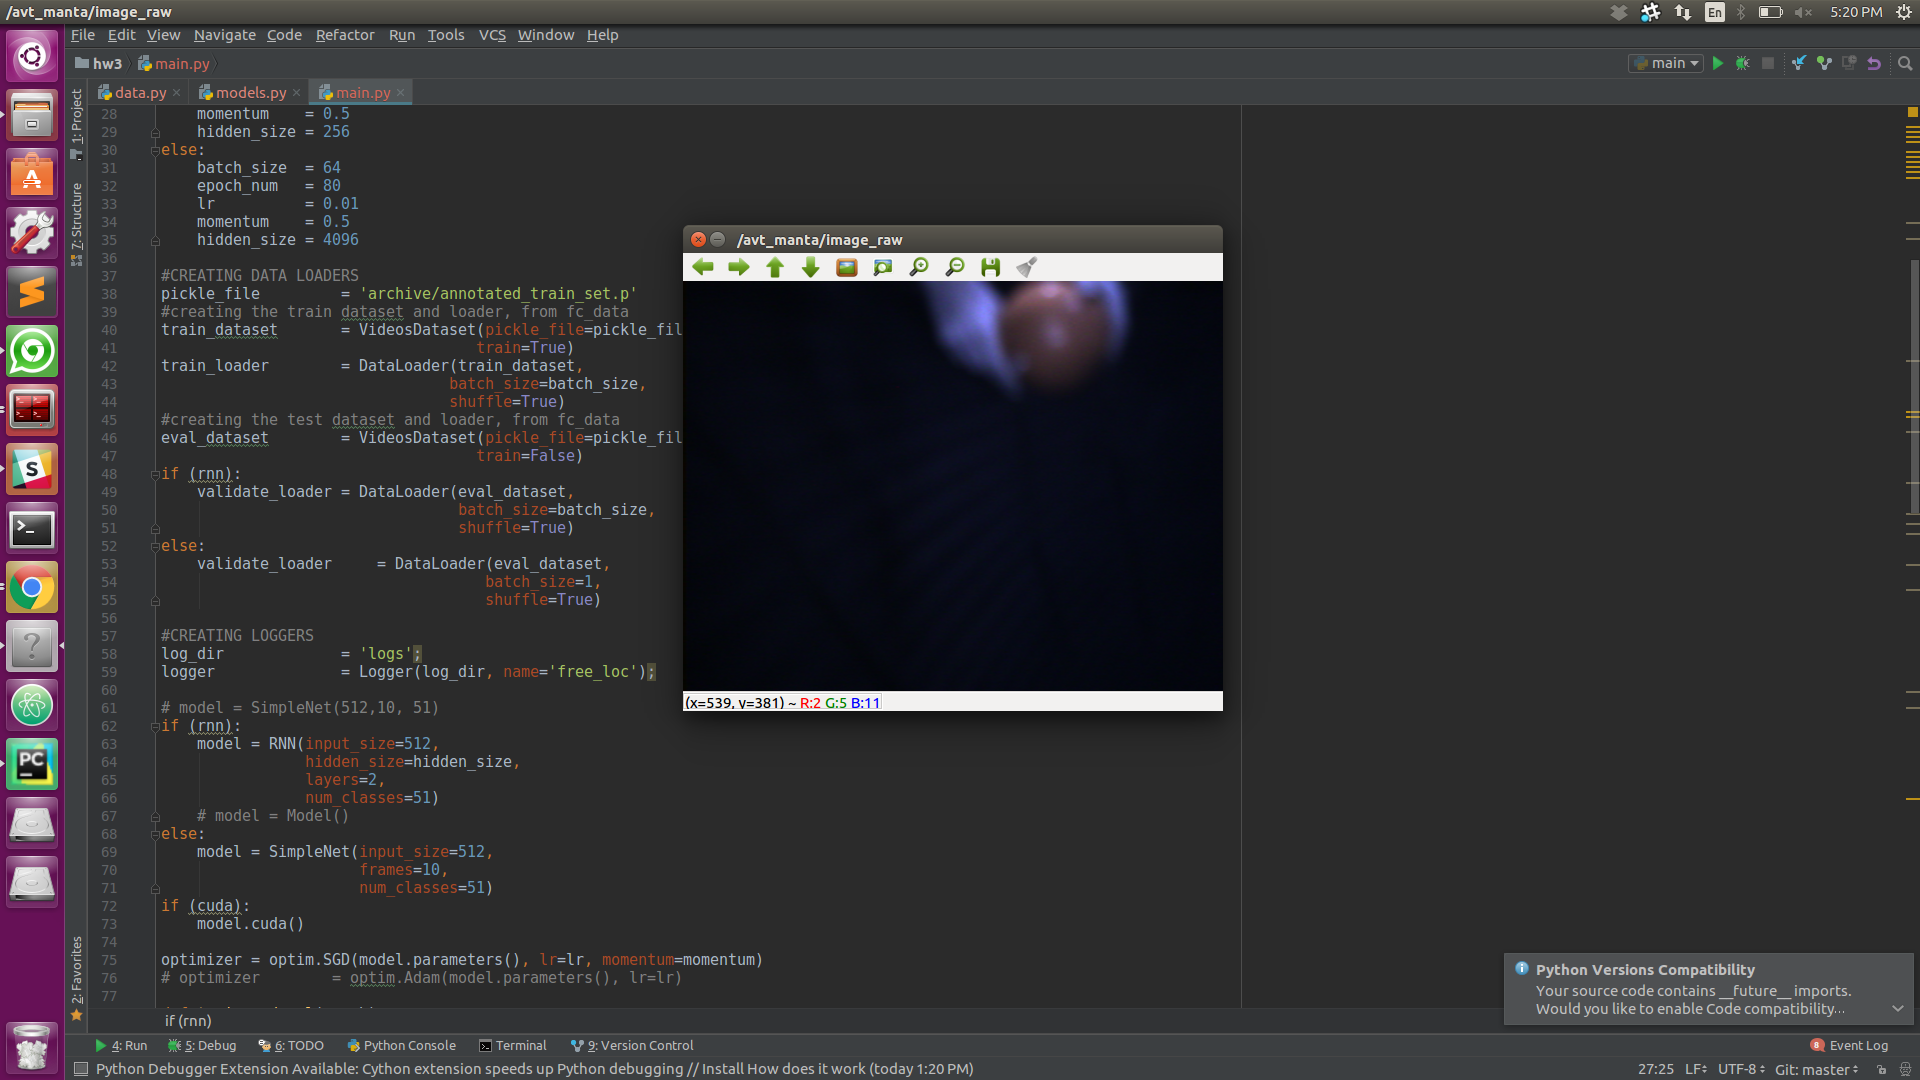 /avt_manta/image_raw
En
5:20 PM
File Edit View Navigate Code Refactor Run Tools VCS Window Help
hw3 main.py
main
data.py models.py main.py
1: Project
7: Structure
2: Favorites
28 momentum = 0.5
29 hidden_size = 256
30 else:
31 batch_size = 64
32 epoch_num = 80
33 lr = 0.01
34 momentum = 0.5
35 hidden_size = 4096
36
37 #CREATING DATA LOADERS
38 pickle_file = 'archive/annotated_train_set.p'
39 #creating the train dataset and loader, from fc_data
40 train_dataset = VideosDataset(pickle_file=pickle_fil
41 train=True)
42 train_loader = DataLoader(train_dataset,
43 batch_size=batch_size,
44 shuffle=True)
45 #creating the test dataset and loader, from fc_data
46 eval_dataset = VideosDataset(pickle_file=pickle_fil
47 train=False)
48 if (rnn):
49 validate_loader = DataLoader(eval_dataset,
50 batch_size=batch_size,
51 shuffle=True)
52 else:
53 validate_loader = DataLoader(eval_dataset,
54 batch_size=1,
55 shuffle=True)
56
57 #CREATING LOGGERS
58 log_dir = 'logs';
59 logger = Logger(log_dir, name='free_loc');
60
61 # model = SimpleNet(512,10, 51)
62 if (rnn):
63 model = RNN(input_size=512,
64 hidden_size=hidden_size,
65 layers=2,
66 num_classes=51)
67 # model = Model()
68 else:
69 model = SimpleNet(input_size=512,
70 frames=10,
71 num_classes=51)
72 if (cuda):
73 model.cuda()
74
75 optimizer = optim.SGD(model.parameters(), lr=lr, momentum=momentum)
76 # optimizer = optim.Adam(model.parameters(), lr=lr)
77
/avt_manta/image_raw
(x=539, y=381) ~ R:2 G:5 B:11
PC
Python Versions Compatibility
Your source code contains __future__ imports.
Would you like to enable Code compatibility...
if (rnn)
4: Run 5: Debug 6: TODO Python Console Terminal 9: Version Control
8 Event Log
Python Debugger Extension Available: Cython extension speeds up Python debugging // Install How does it work (today 1:20 PM)
27:25 LF UTF-8 Git: master